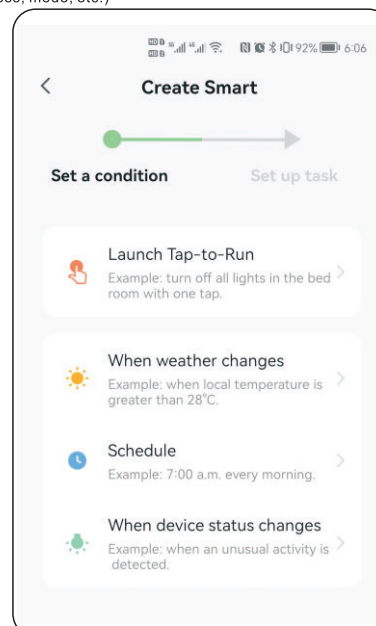 mode, etc.)
92% 6:06
Create Smart
Set a condition
Set up task
Launch Tap-to-Run
Example: turn off all lights in the bed
room with one tap.
When weather changes
Example: when local temperature is
greater than 28°C.
Schedule
Example: 7:00 a.m. every morning.
When device status changes
Example: when an unusual activity is
detected.